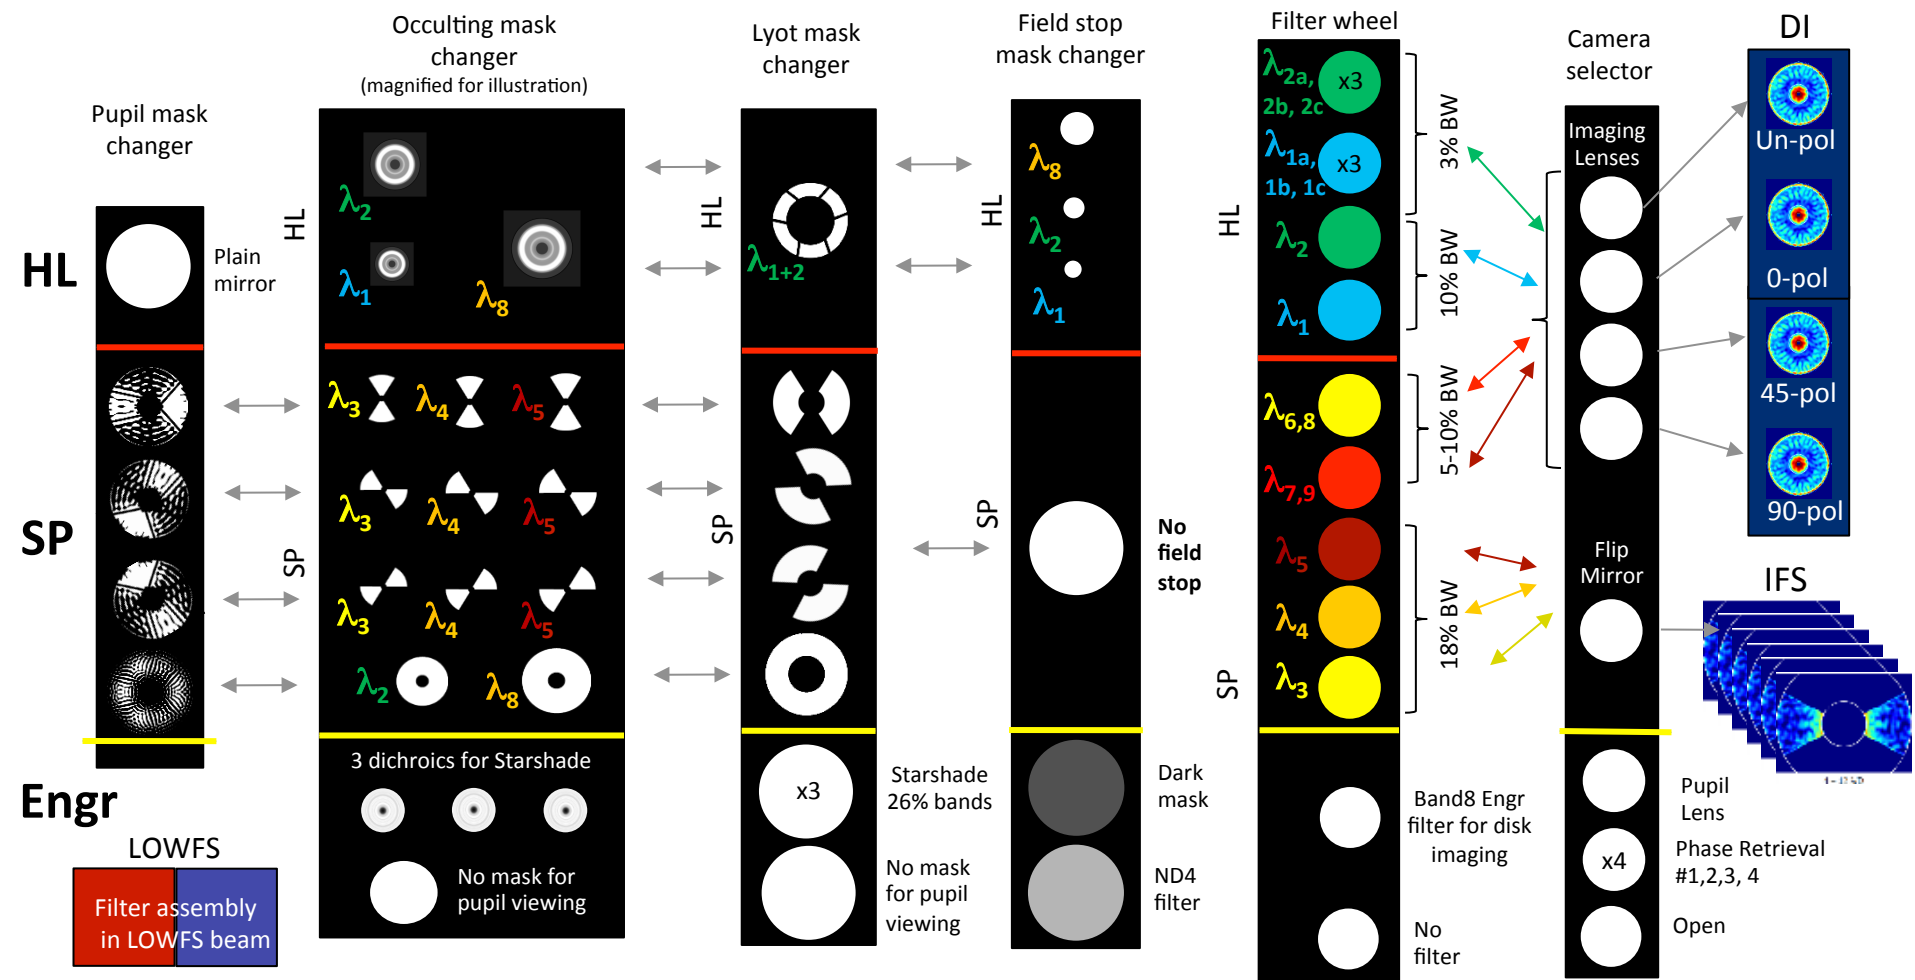 Pupil mask
changer
HL
Plain
mirror
SP
Engr
LOWFS
Filter assembly
in LOWFS beam
Occulting mask
changer
(magnified for illustration)
HL
λ2
λ1
λ8
SP
λ3
λ4
λ5
λ3
λ4
λ5
λ3
λ4
λ5
λ2
λ8
3 dichroics for Starshade
No mask for
pupil viewing
Lyot mask
changer
HL
λ1+2
SP
x3
Starshade
26% bands
No mask
for pupil
viewing
Field stop
mask changer
HL
λ8
λ2
λ1
SP
No
field
stop
Dark
mask
ND4
filter
Filter wheel
HL
λ2a,
2b, 2c
x3
λ1a,
1b, 1c
x3
λ2
λ1
3% BW
10% BW
SP
λ6,8
λ7,9
λ5
λ4
λ3
5-10% BW
18% BW
Band8 Engr
filter for disk
imaging
No
filter
Camera
selector
Imaging
Lenses
Flip
Mirror
Pupil
Lens
x4
Phase Retrieval
#1,2,3, 4
Open
DI
Un-pol
0-pol
45-pol
90-pol
IFS